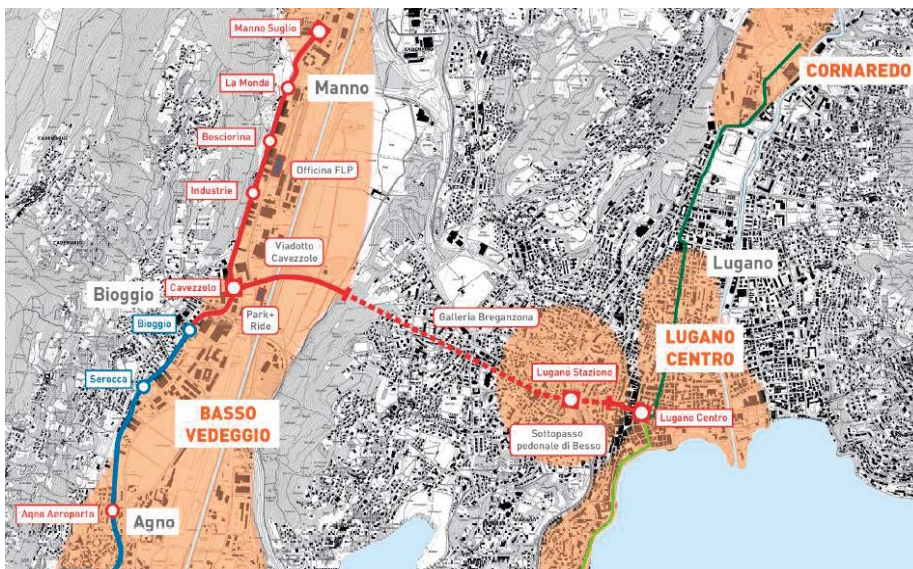 Manno Suglio
CORNAREDO
La Monda
Manno
Bosciorina
Officina FLP
Industrie
Viadotto
Cavezzolo
Lugano
Bioggio
Cavezzolo
Park+
Ride
Galleria Breganzona
Bioggio
LUGANO
CENTRO
Lugano Stazione
Serocca
BASSO
VEDEGGIO
Lugano Centro
Sottopasso
pedonale di Besso
Agno Aeroporto
Agno